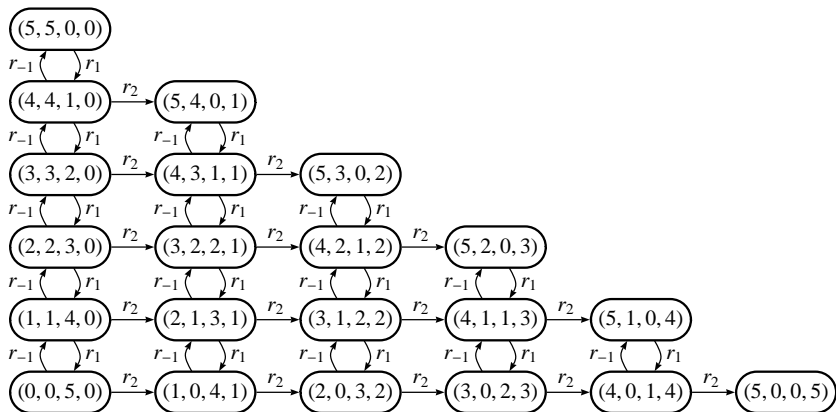 (5, 5, 0, 0)
r₋₁ r₁
(4, 4, 1, 0) r₂ (5, 4, 0, 1)
r₋₁ r₁ r₋₁ r₁
(3, 3, 2, 0) r₂ (4, 3, 1, 1) r₂ (5, 3, 0, 2)
r₋₁ r₁ r₋₁ r₁ r₋₁ r₁
(2, 2, 3, 0) r₂ (3, 2, 2, 1) r₂ (4, 2, 1, 2) r₂ (5, 2, 0, 3)
r₋₁ r₁ r₋₁ r₁ r₋₁ r₁ r₋₁ r₁
(1, 1, 4, 0) r₂ (2, 1, 3, 1) r₂ (3, 1, 2, 2) r₂ (4, 1, 1, 3) r₂ (5, 1, 0, 4)
r₋₁ r₁ r₋₁ r₁ r₋₁ r₁ r₋₁ r₁ r₋₁ r₁
(0, 0, 5, 0) r₂ (1, 0, 4, 1) r₂ (2, 0, 3, 2) r₂ (3, 0, 2, 3) r₂ (4, 0, 1, 4) r₂ (5, 0, 0, 5)